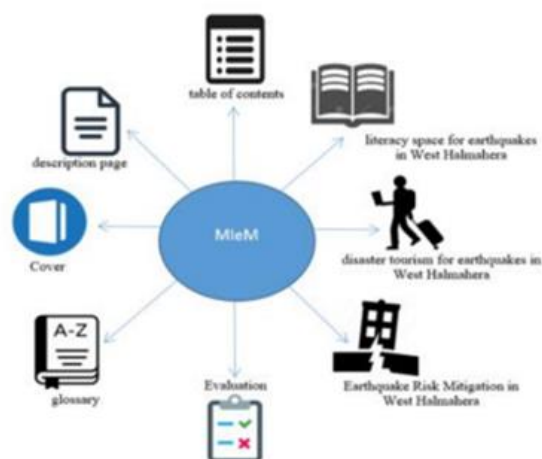 table of contents
description page
literacy space for earthquakes
in West Halmahera
MIeM
Cover
disaster tourism for earthquakes in
West Halmahera
A-Z
glossary
Evaluation
Earthquake Risk Mitigation in
West Halmahera